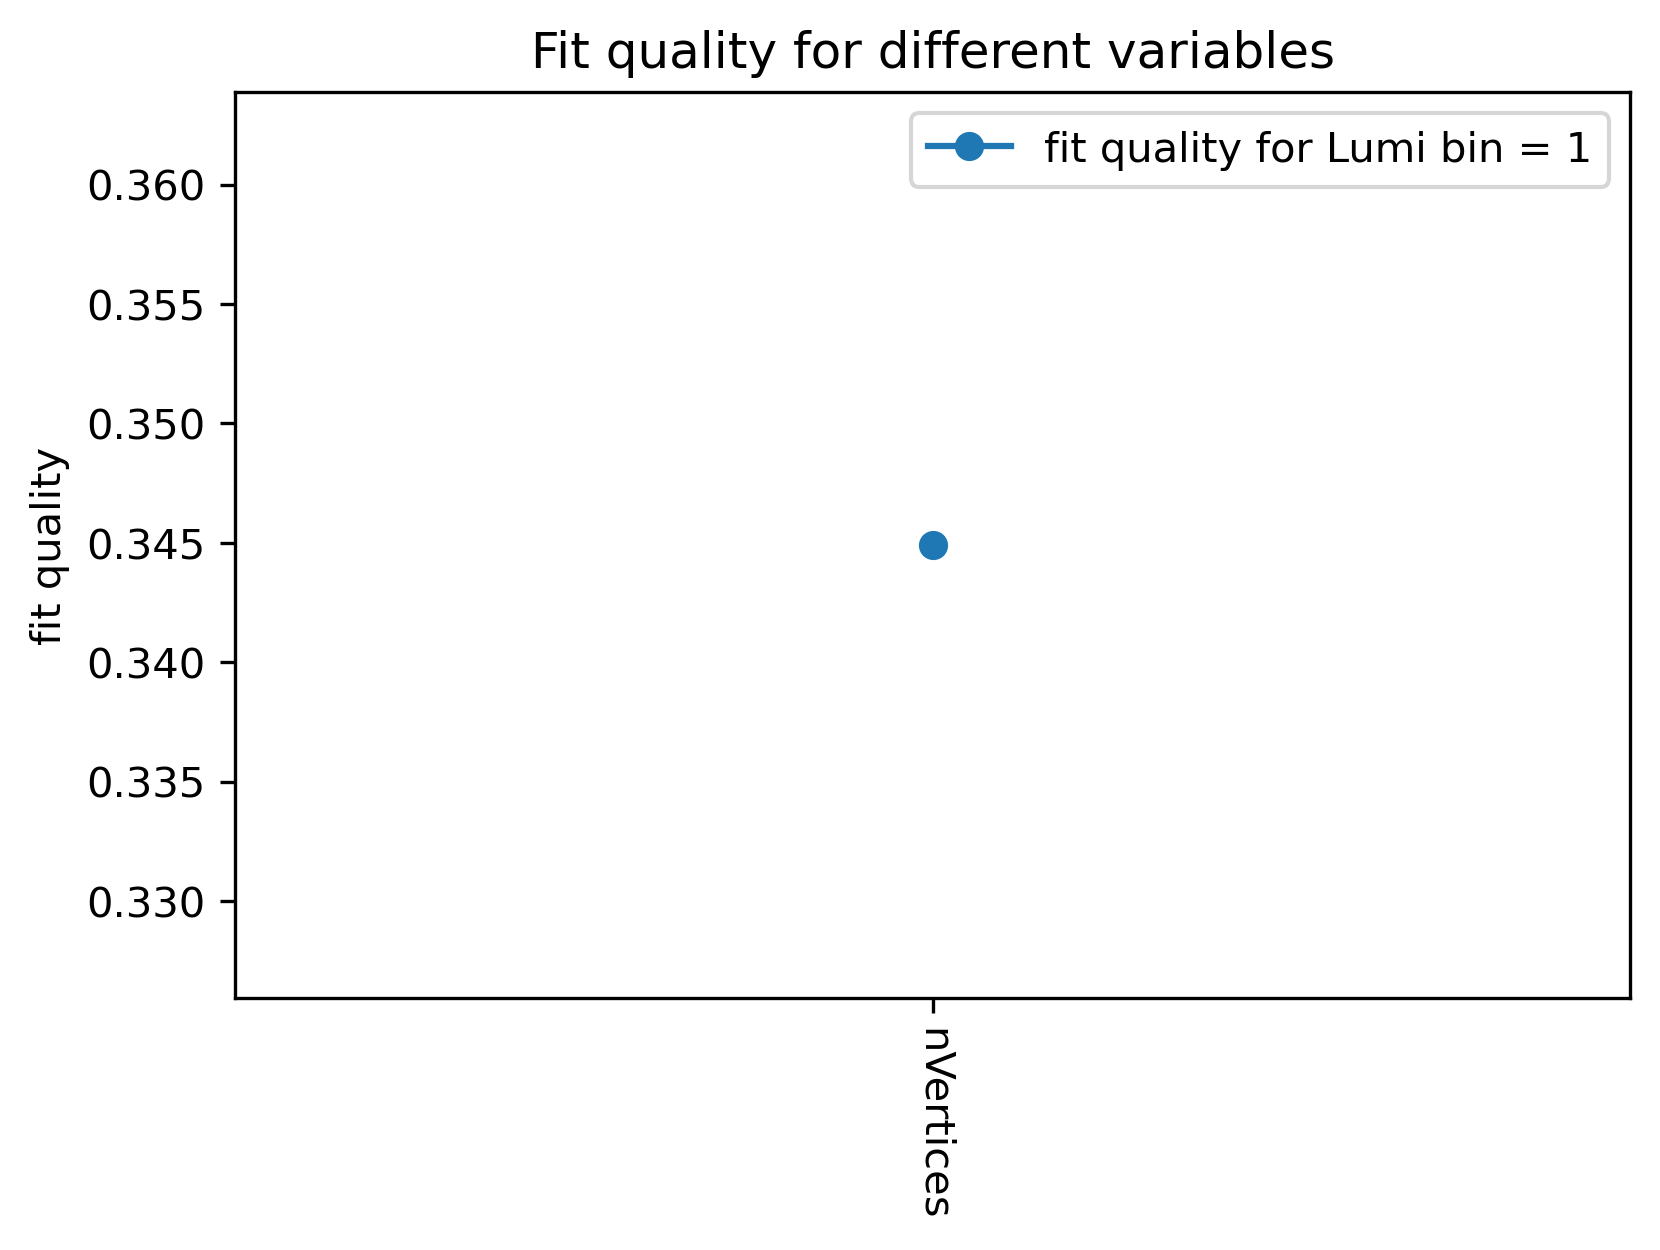 Fit quality for different variables
fit quality for Lumi bin = 1
0.360
0.355
0.350
0.345
0.340
0.335
0.330
fit quality
nVertices